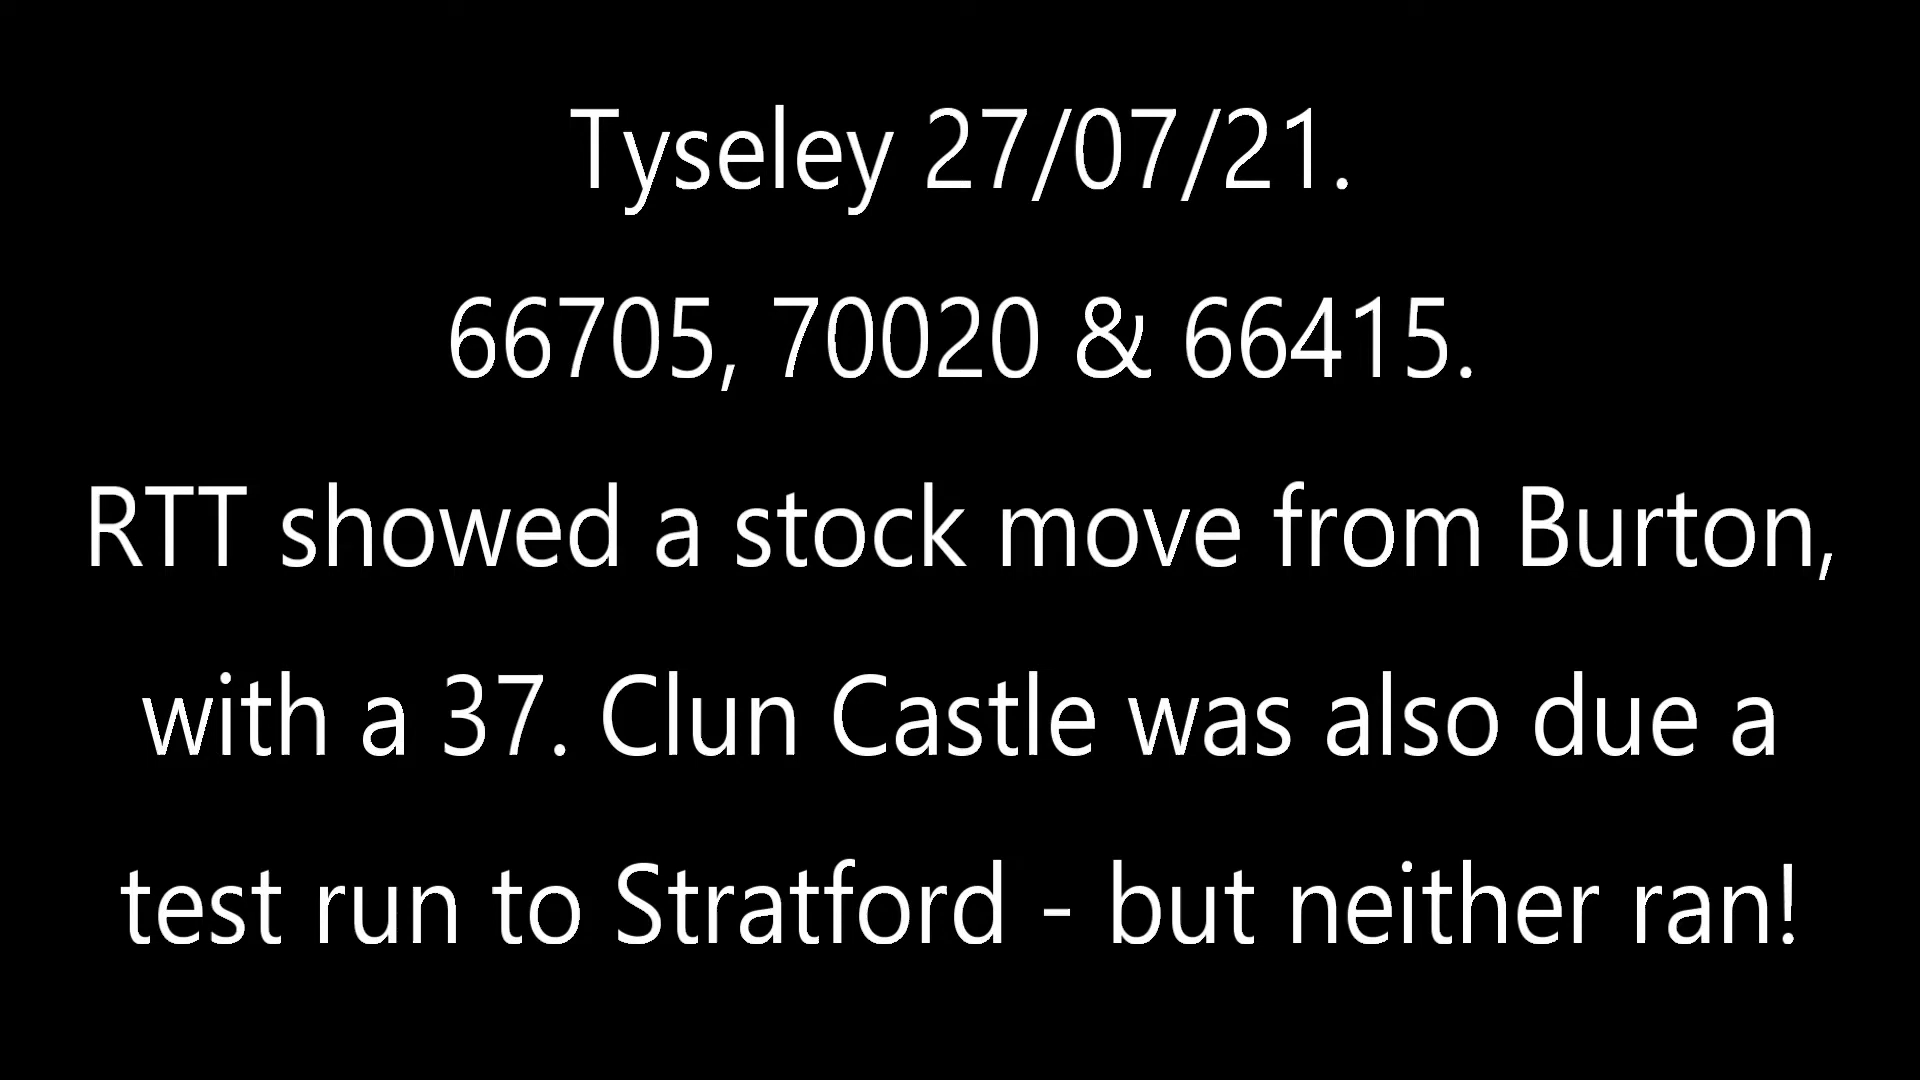 Tyseley 27/07/21.
66705, 70020 & 66415.
RTT showed a stock move from Burton,
with a 37. Clun Castle was also due a
test run to Stratford - but neither ran!